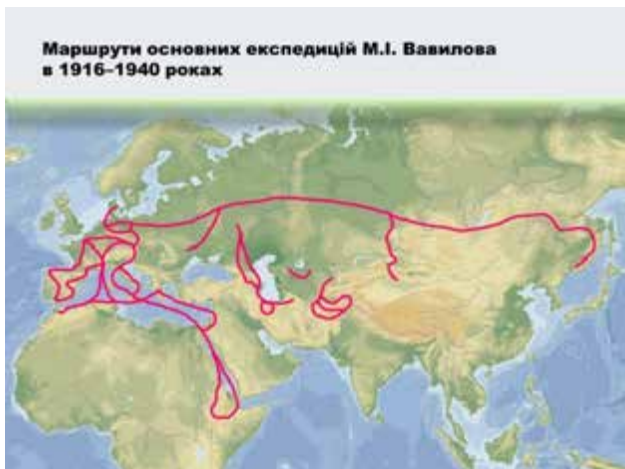 Маршрути основних експедицій М.І. Вавилова
в 1916–1940 роках